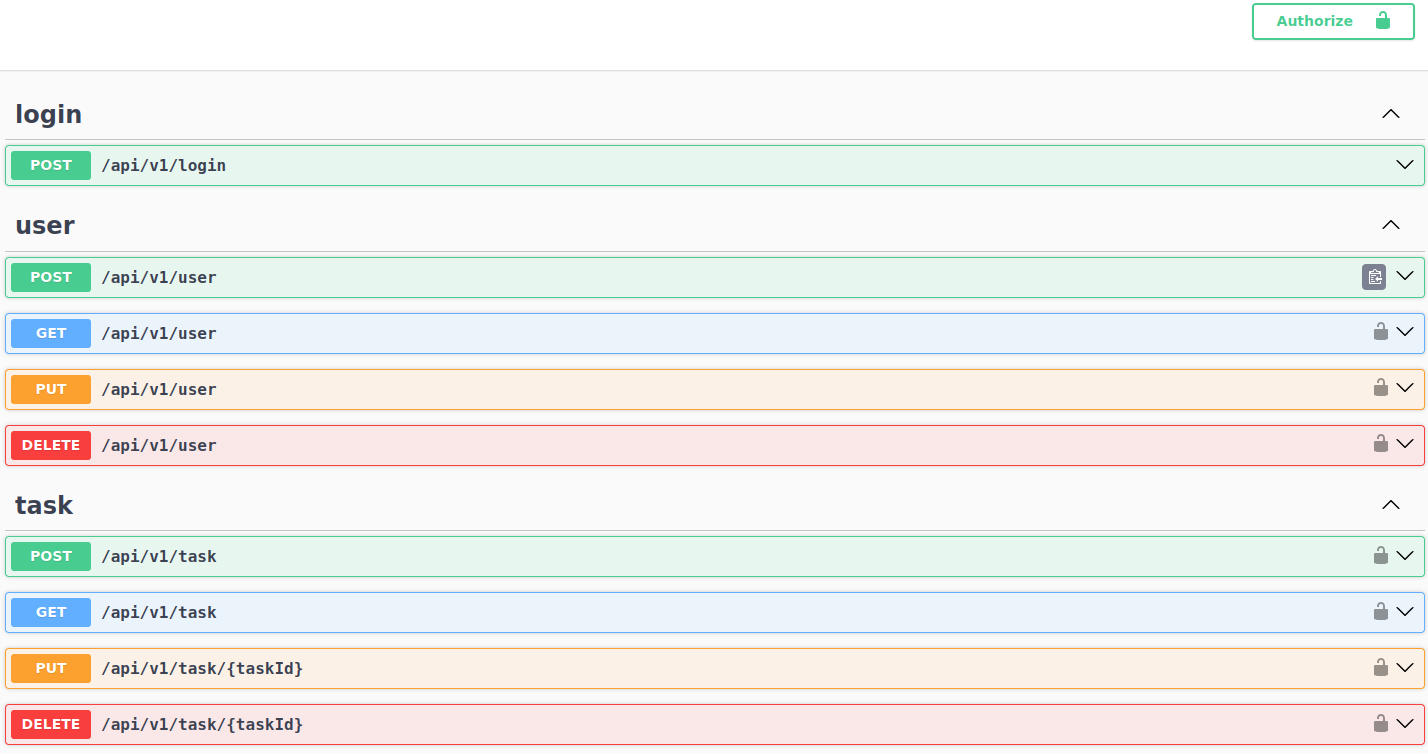 Authorize
login
POST /api/v1/login
user
POST /api/v1/user
GET /api/v1/user
PUT /api/v1/user
DELETE /api/v1/user
task
POST /api/v1/task
GET /api/v1/task
PUT /api/v1/task/{taskId}
DELETE /api/v1/task/{taskId}